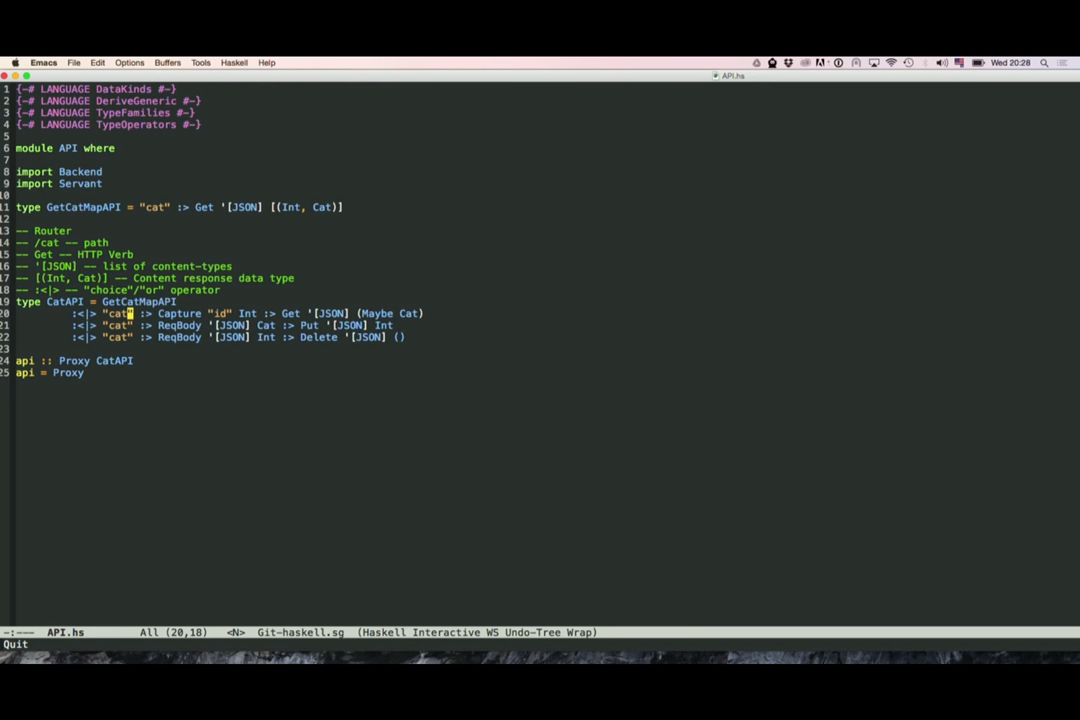 Emacs File Edit Options Buffers Tools Haskell Help Wed 20:28
API.hs
1 {-# LANGUAGE DataKinds #-}
2 {-# LANGUAGE DeriveGeneric #-}
3 {-# LANGUAGE TypeFamilies #-}
4 {-# LANGUAGE TypeOperators #-}
5
6 module API where
7
8 import Backend
9 import Servant
10
11 type GetCatMapAPI = "cat" :> Get '[JSON] [(Int, Cat)]
12
13 -- Router
14 -- /cat -- path
15 -- Get -- HTTP Verb
16 -- '[JSON] -- list of content-types
17 -- [(Int, Cat)] -- Content response data type
18 -- :<|> -- "choice"/"or" operator
19 type CatAPI = GetCatMapAPI
20 :<|> "cat" :> Capture "id" Int :> Get '[JSON] (Maybe Cat)
21 :<|> "cat" :> ReqBody '[JSON] Cat :> Put '[JSON] Int
22 :<|> "cat" :> ReqBody '[JSON] Int :> Delete '[JSON] ()
23
24 api :: Proxy CatAPI
25 api = Proxy
-:--- API.hs All (20,18) <N> Git-haskell.sg (Haskell Interactive WS Undo-Tree Wrap)
Quit